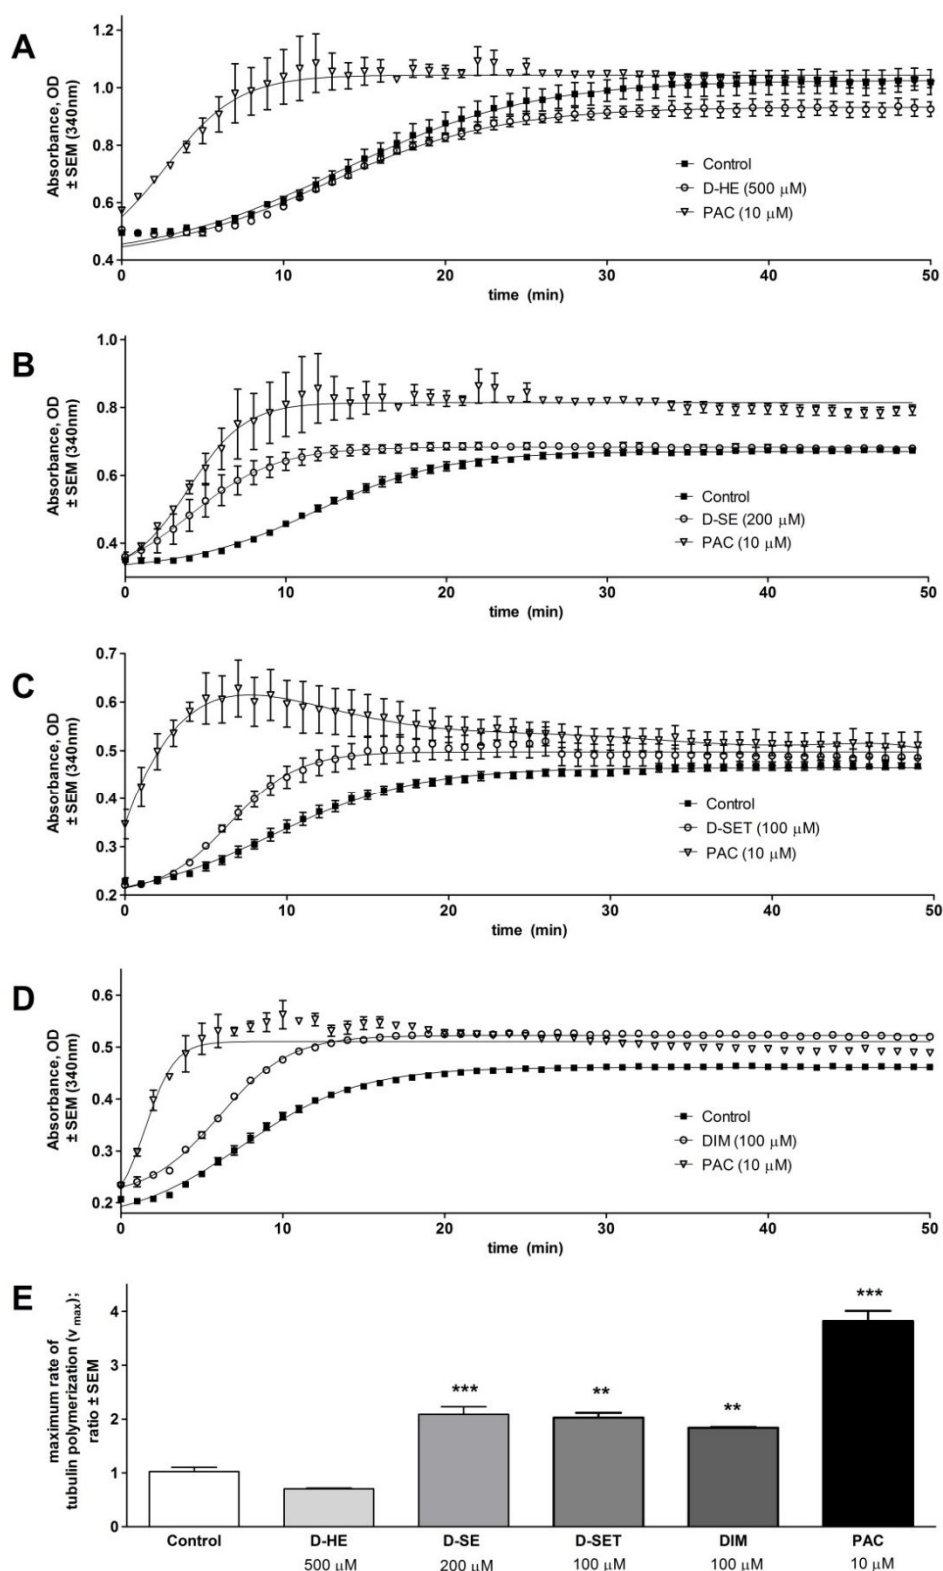 A
Absorbance, OD
± SEM (340nm)
1.2
1.0
0.8
0.6
0.4
Control
D-HE (500 μM)
PAC (10 μM)
0 10 20 30 40 50
time (min)
B
Absorbance, OD
± SEM (340nm)
1.0
0.8
0.6
0.4
Control
D-SE (200 μM)
PAC (10 μM)
0 10 20 30 40 50
time (min)
C
Absorbance, OD
± SEM (340nm)
0.7
0.6
0.5
0.4
0.3
0.2
Control
D-SET (100 μM)
PAC (10 μM)
0 10 20 30 40 50
time (min)
D
Absorbance, OD
± SEM (340nm)
0.6
0.5
0.4
0.3
0.2
Control
DIM (100 μM)
PAC (10 μM)
0 10 20 30 40 50
time (min)
E
maximum rate of
tubulin polymerization (v max);
ratio ± SEM
4
3
2
1
0
*** ** ** ***
Control D-HE D-SE D-SET DIM PAC
500 μM 200 μM 100 μM 100 μM 10 μM